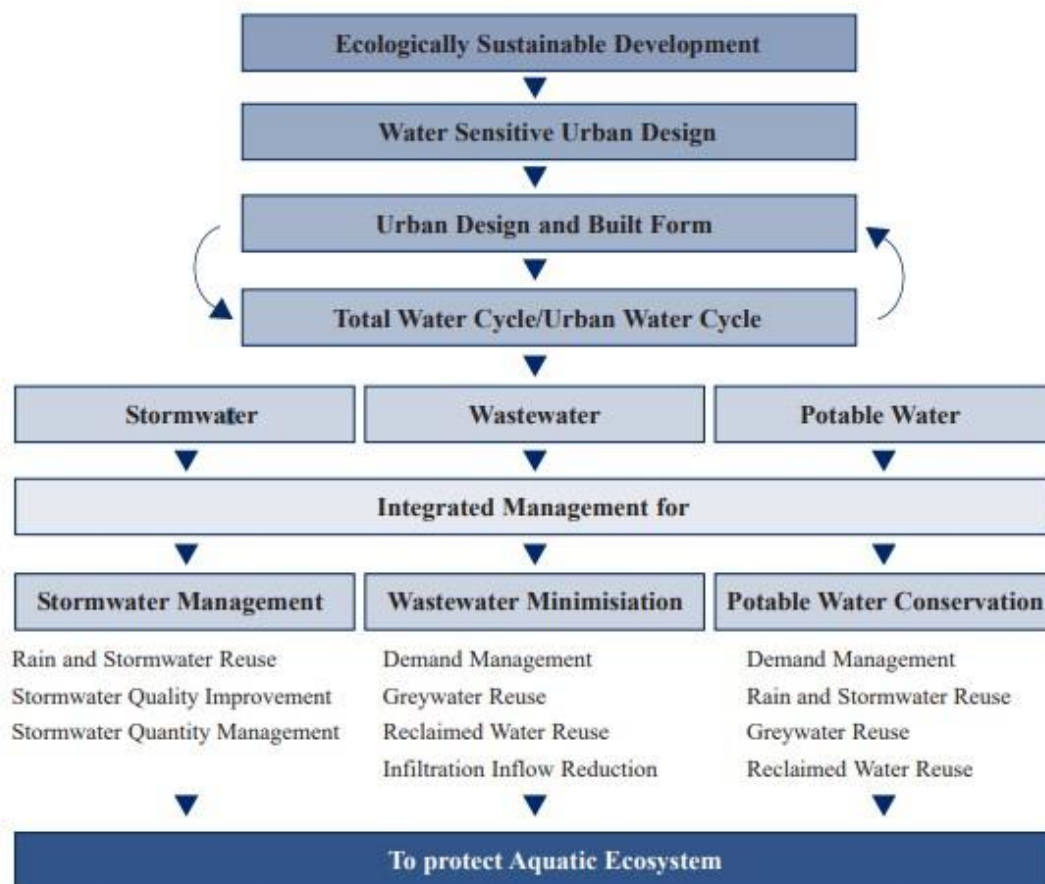 Ecologically Sustainable Development
Water Sensitive Urban Design
Urban Design and Built Form
Total Water Cycle/Urban Water Cycle
Stormwater
Wastewater
Potable Water
Integrated Management for
Stormwater Management
Wastewater Minimisiation
Potable Water Conservation
Rain and Stormwater Reuse
Stormwater Quality Improvement
Stormwater Quantity Management
Demand Management
Greywater Reuse
Reclaimed Water Reuse
Infiltration Inflow Reduction
Demand Management
Rain and Stormwater Reuse
Greywater Reuse
Reclaimed Water Reuse
To protect Aquatic Ecosystem